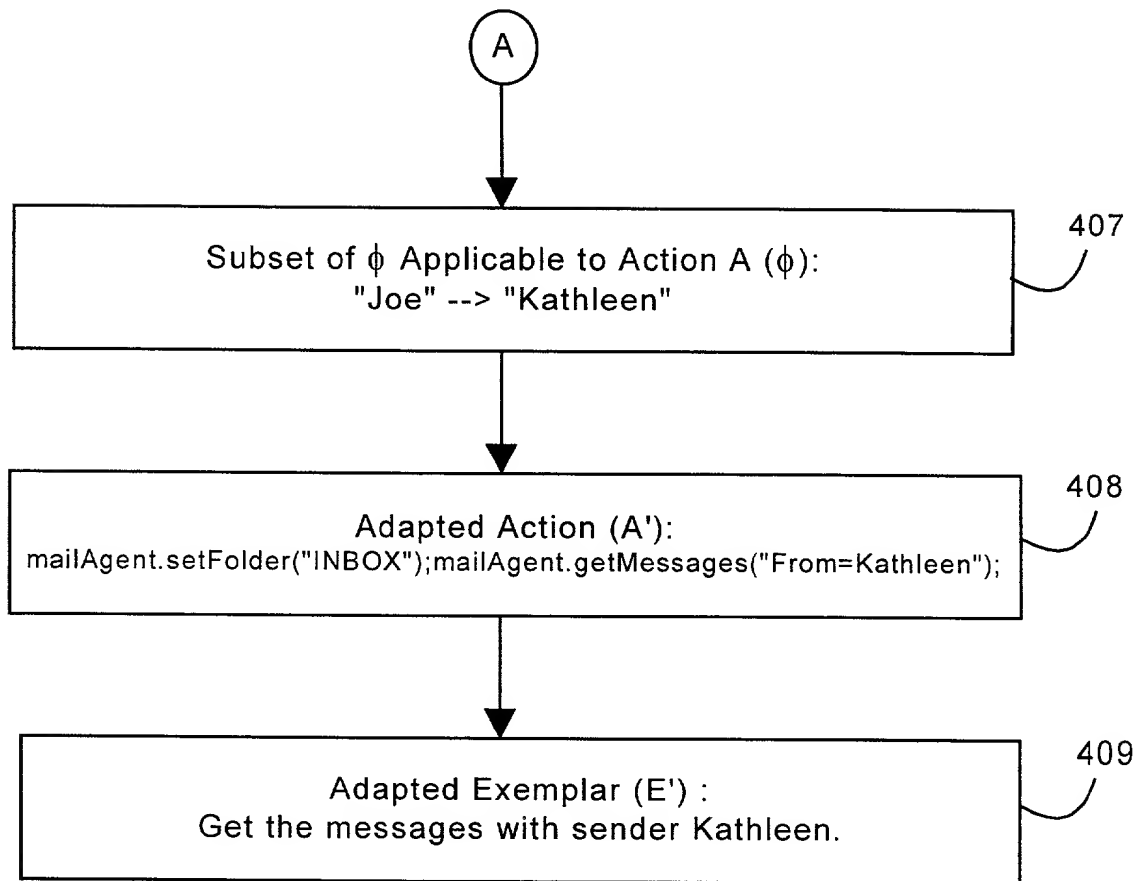 A
407
Subset of ϕ Applicable to Action A (ϕ):
"Joe" --> "Kathleen"
408
Adapted Action (A'):
mailAgent.setFolder("INBOX");mailAgent.getMessages("From=Kathleen");
409
Adapted Exemplar (E') :
Get the messages with sender Kathleen.